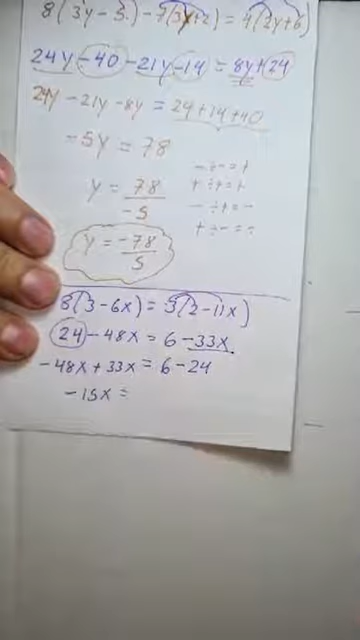 8(3y-5)-7(3y+2)=4(2y+6)
24y-40-21y-14=8y+24
24y-21y-8y=24+14+40
-5y=78
-÷-=+
y=78/-5
+÷+=+
-÷+=-
+÷-=-
y=-78/5
8(3-6x)=3(2-11x)
24-48x=6-33x
-48x+33x=6-24
-15x=